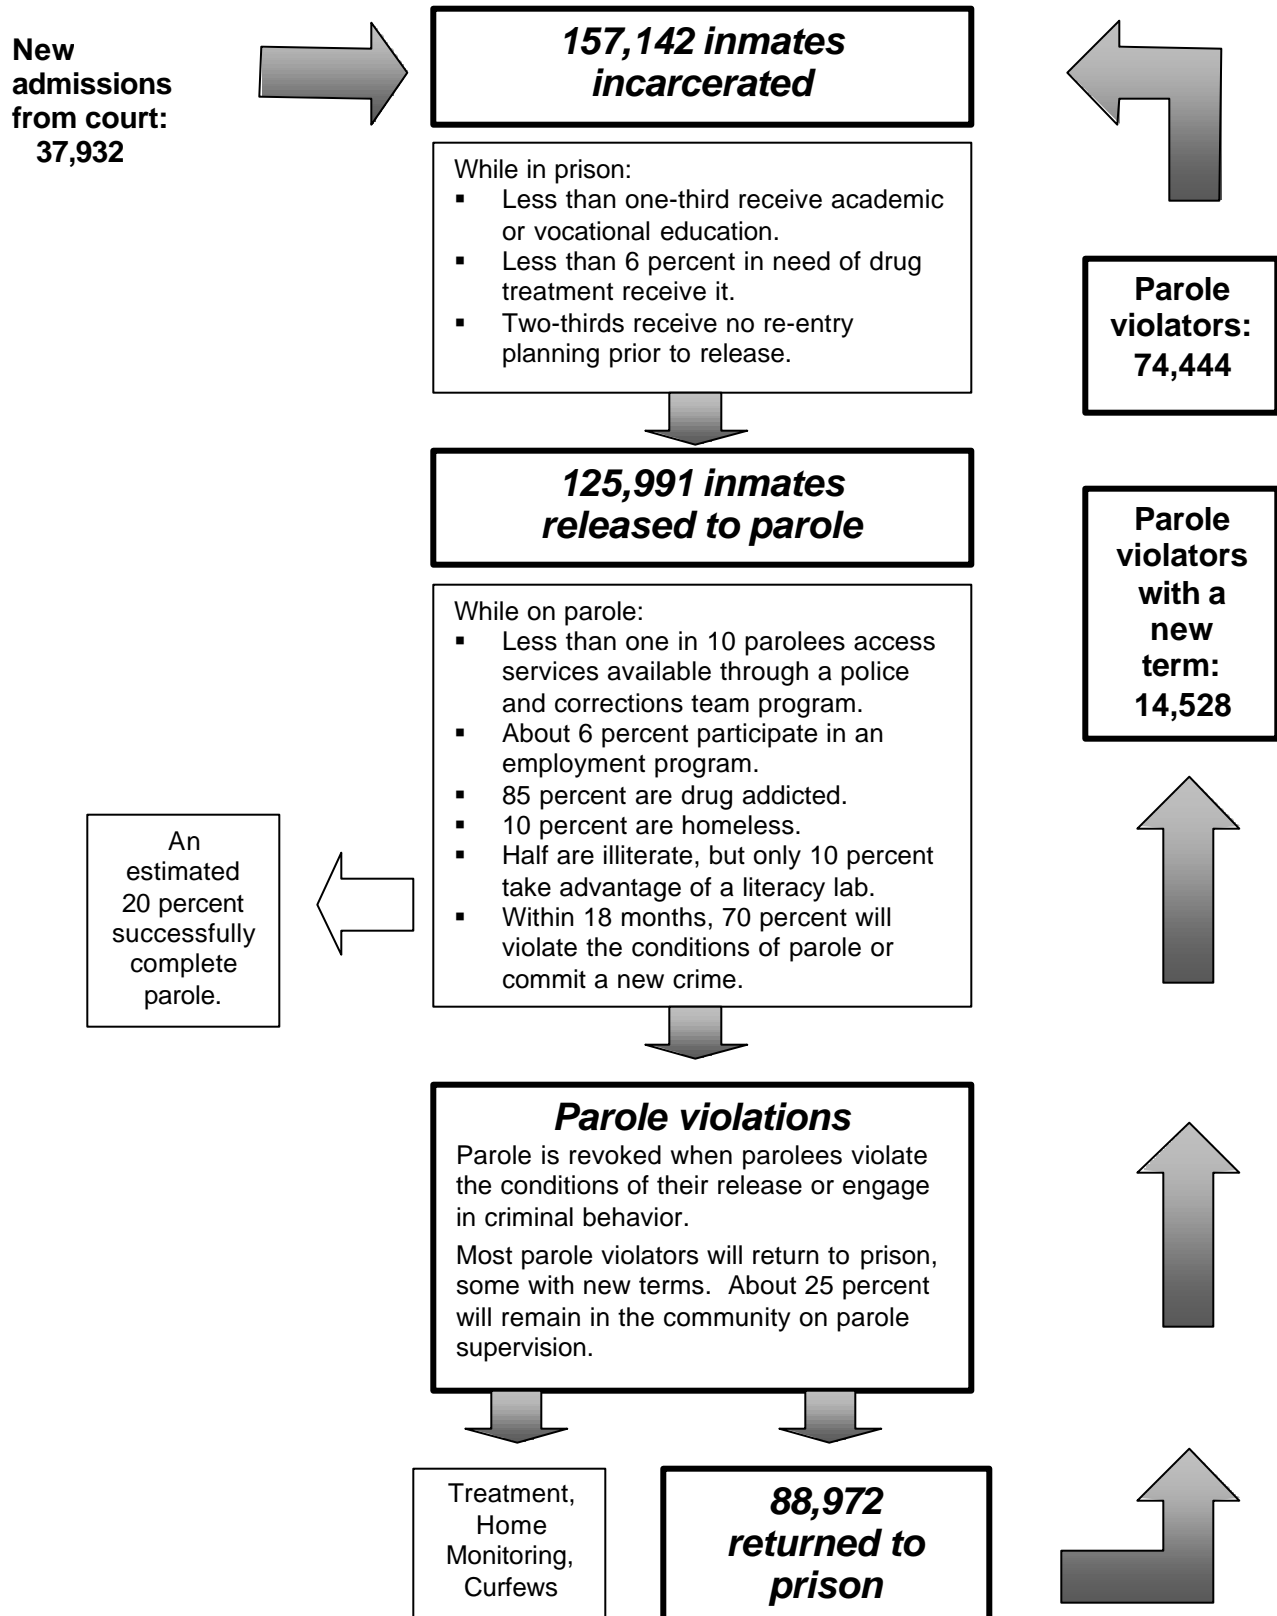 New
admissions
from court:
37,932
157,142 inmates
incarcerated
While in prison:
▪ Less than one-third receive academic
or vocational education.
▪ Less than 6 percent in need of drug
treatment receive it.
▪ Two-thirds receive no re-entry
planning prior to release.
Parole
violators:
74,444
125,991 inmates
released to parole
Parole
violators
with a
new
term:
14,528
While on parole:
▪ Less than one in 10 parolees access
services available through a police
and corrections team program.
▪ About 6 percent participate in an
employment program.
▪ 85 percent are drug addicted.
▪ 10 percent are homeless.
▪ Half are illiterate, but only 10 percent
take advantage of a literacy lab.
▪ Within 18 months, 70 percent will
violate the conditions of parole or
commit a new crime.
An
estimated
20 percent
successfully
complete
parole.
Parole violations
Parole is revoked when parolees violate
the conditions of their release or engage
in criminal behavior.
Most parole violators will return to prison,
some with new terms. About 25 percent
will remain in the community on parole
supervision.
Treatment,
Home
Monitoring,
Curfews
88,972
returned to
prison